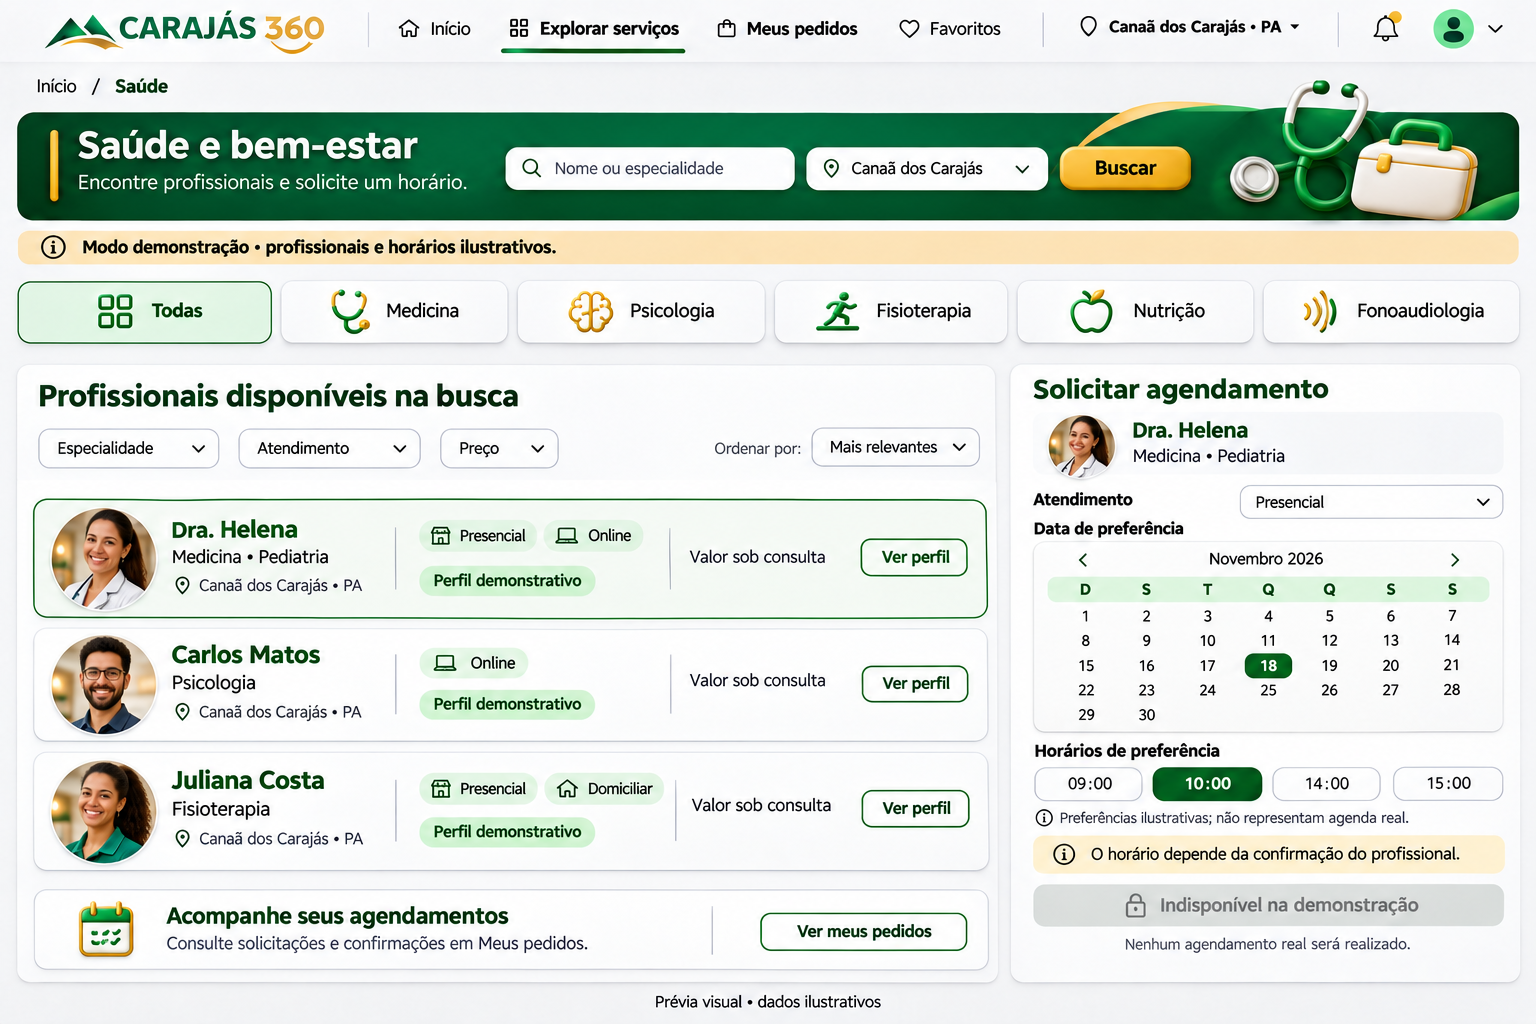 CARAJÁS 360
Início
Explorar serviços
Meus pedidos
Favoritos
Canaã dos Carajás • PA
Início / Saúde
Saúde e bem-estar
Encontre profissionais e solicite um horário.
Nome ou especialidade
Canaã dos Carajás
Buscar
Modo demonstração • profissionais e horários ilustrativos.
Todas
Medicina
Psicologia
Fisioterapia
Nutrição
Fonoaudiologia
Profissionais disponíveis na busca
Especialidade
Atendimento
Preço
Ordenar por:
Mais relevantes
Dra. Helena
Medicina • Pediatria
Canaã dos Carajás • PA
Presencial
Online
Perfil demonstrativo
Valor sob consulta
Ver perfil
Carlos Matos
Psicologia
Canaã dos Carajás • PA
Online
Perfil demonstrativo
Valor sob consulta
Ver perfil
Juliana Costa
Fisioterapia
Canaã dos Carajás • PA
Presencial
Domiciliar
Perfil demonstrativo
Valor sob consulta
Ver perfil
Acompanhe seus agendamentos
Consulte solicitações e confirmações em Meus pedidos.
Ver meus pedidos
Solicitar agendamento
Dra. Helena
Medicina • Pediatria
Atendimento
Presencial
Data de preferência
Novembro 2026
D S T Q Q S S
1 2 3 4 5 6 7
8 9 10 11 12 13 14
15 16 17 18 19 20 21
22 23 24 25 26 27 28
29 30
Horários de preferência
09:00
10:00
14:00
15:00
Preferências ilustrativas; não representam agenda real.
O horário depende da confirmação do profissional.
Indisponível na demonstração
Nenhum agendamento real será realizado.
Prévia visual • dados ilustrativos